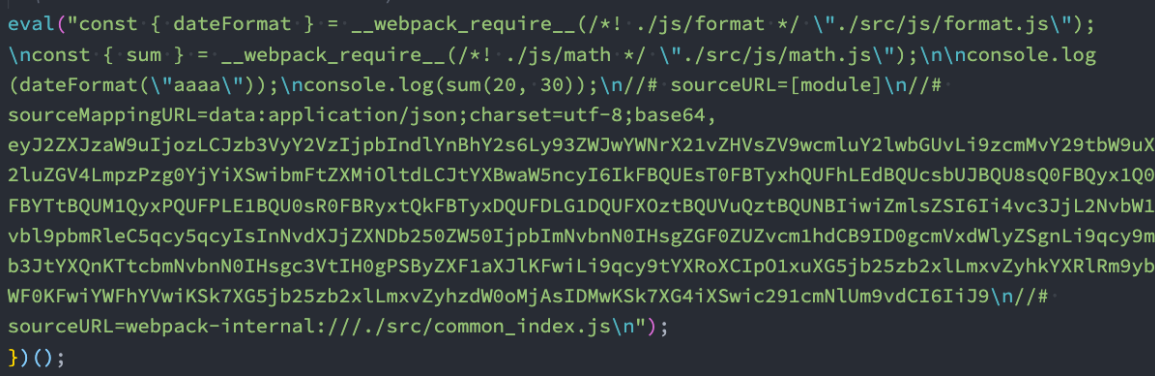 eval("const { dateFormat } = __webpack_require__(/*! ./js/format */ \"./src/js/format.js\");
\nconst { sum } = __webpack_require__(/*! ./js/math */ \"./src/js/math.js\");\n\nconsole.log
(dateFormat(\"aaaa\"));\nconsole.log(sum(20, 30));\n//# sourceURL=[module]\n//#
sourceMappingURL=data:application/json;charset=utf-8;base64,
eyJ2ZXJzaW9uIjozLCJzb3VyY2VzIjpbIndlYnBhY2s6Ly93ZWJwYWNrX21vZHVsZV9wcmluY2lwbGUvLi9zcmMvY29tbW9uX
2luZGV4LmpzPzg0YjYiXSwibmFtZXMiOltdLCJtYXBwaW5ncyI6IkFBQUEsT0FBTyxhQUFhLEdBQUcsbUJBQU8sQ0FBQyx1Q0
FBYTtBQUM1QyxPQUFPLE1BQU0sR0FBRyxtQkFBTyxDQUFDLG1DQUFXOztBQUVuQztBQUNBIiwiZmlsZSI6Ii4vc3JjL2NvbW1
vbl9pbmRleC5qcy5qcyIsInNvdXJjZXNDb250ZW50IjpbImNvbnN0IHsgZGF0ZUZvcm1hdCB9ID0gcmVxdWlyZSgnLi9qcy9m
b3JtYXQnKTtcbmNvbnN0IHsgc3VtIH0gPSByZXF1aXJlKFwiLi9qcy9tYXRoXCIpO1xuXG5jb25zb2xlLmxvZyhkYXRlRm9yb
WF0KFwiYWFhYVwiKSk7XG5jb25zb2xlLmxvZyhzdW0oMjAsIDMwKSk7XG4iXSwic291cmNlUm9vdCI6IiJ9\n//#
sourceURL=webpack-internal:///./src/common_index.js\n");
})();